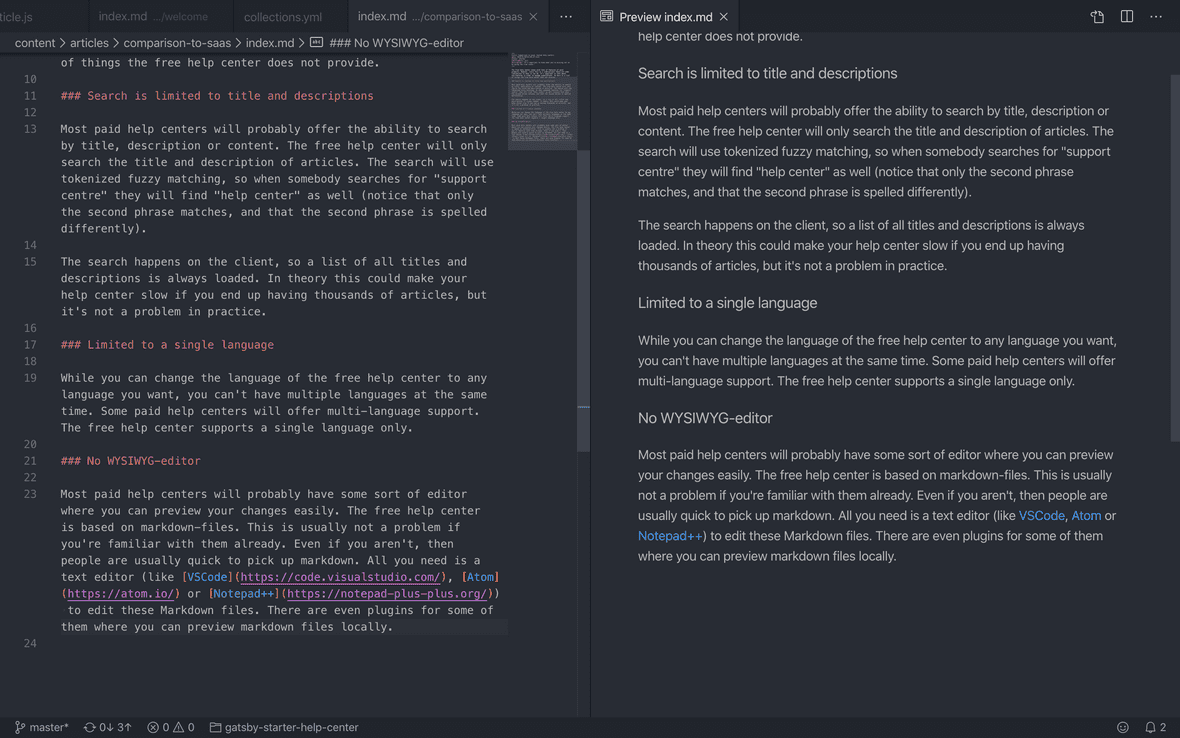 ticle.js
index.md .../welcome
collections.yml
index.md .../comparison-to-saas
content > articles > comparison-to-saas > index.md > ### No WYSIWYG-editor
of things the free help center does not provide.
10
11 ### Search is limited to title and descriptions
12
13 Most paid help centers will probably offer the ability to search
by title, description or content. The free help center will only
search the title and description of articles. The search will use
tokenized fuzzy matching, so when somebody searches for "support
centre" they will find "help center" as well (notice that only
the second phrase matches, and that the second phrase is spelled
differently).
14
15 The search happens on the client, so a list of all titles and
descriptions is always loaded. In theory this could make your
help center slow if you end up having thousands of articles, but
it's not a problem in practice.
16
17 ### Limited to a single language
18
19 While you can change the language of the free help center to any
language you want, you can't have multiple languages at the same
time. Some paid help centers will offer multi-language support.
The free help center supports a single language only.
20
21 ### No WYSIWYG-editor
22
23 Most paid help centers will probably have some sort of editor
where you can preview your changes easily. The free help center
is based on markdown-files. This is usually not a problem if
you're familiar with them already. Even if you aren't, then
people are usually quick to pick up markdown. All you need is a
text editor (like [VSCode](https://code.visualstudio.com/), [Atom]
(https://atom.io/) or [Notepad++](https://notepad-plus-plus.org/))
to edit these Markdown files. There are even plugins for some of
them where you can preview markdown files locally.
24
Preview index.md
help center does not provide.
Search is limited to title and descriptions
Most paid help centers will probably offer the ability to search by title, description or
content. The free help center will only search the title and description of articles. The
search will use tokenized fuzzy matching, so when somebody searches for "support
centre" they will find "help center" as well (notice that only the second phrase
matches, and that the second phrase is spelled differently).
The search happens on the client, so a list of all titles and descriptions is always
loaded. In theory this could make your help center slow if you end up having
thousands of articles, but it's not a problem in practice.
Limited to a single language
While you can change the language of the free help center to any language you want,
you can't have multiple languages at the same time. Some paid help centers will offer
multi-language support. The free help center supports a single language only.
No WYSIWYG-editor
Most paid help centers will probably have some sort of editor where you can preview
your changes easily. The free help center is based on markdown-files. This is usually
not a problem if you're familiar with them already. Even if you aren't, then people are
usually quick to pick up markdown. All you need is a text editor (like VSCode, Atom or
Notepad++) to edit these Markdown files. There are even plugins for some of them
where you can preview markdown files locally.
master* 0↓ 3↑ 0 0 gatsby-starter-help-center
2